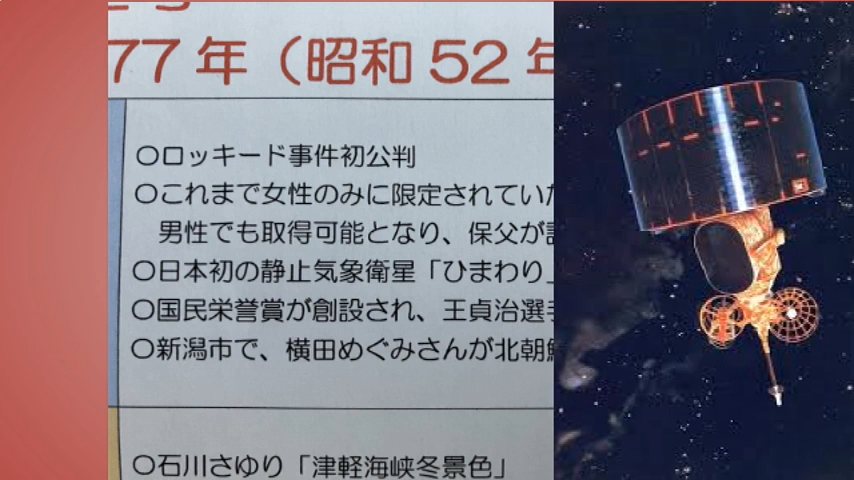 77年（昭和52年
○ロッキード事件初公判
○これまで女性のみに限定されていた
男性でも取得可能となり、保父が
○日本初の静止気象衛星「ひまわり」
○国民栄誉賞が創設され、王貞治選手
○新潟市で、横田めぐみさんが北朝
○石川さゆり「津軽海峡冬景色」